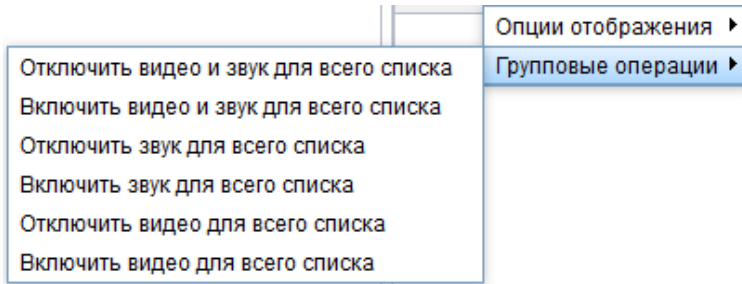 Опции отображения
Групповые операции
Отключить видео и звук для всего списка
Включить видео и звук для всего списка
Отключить звук для всего списка
Включить звук для всего списка
Отключить видео для всего списка
Включить видео для всего списка